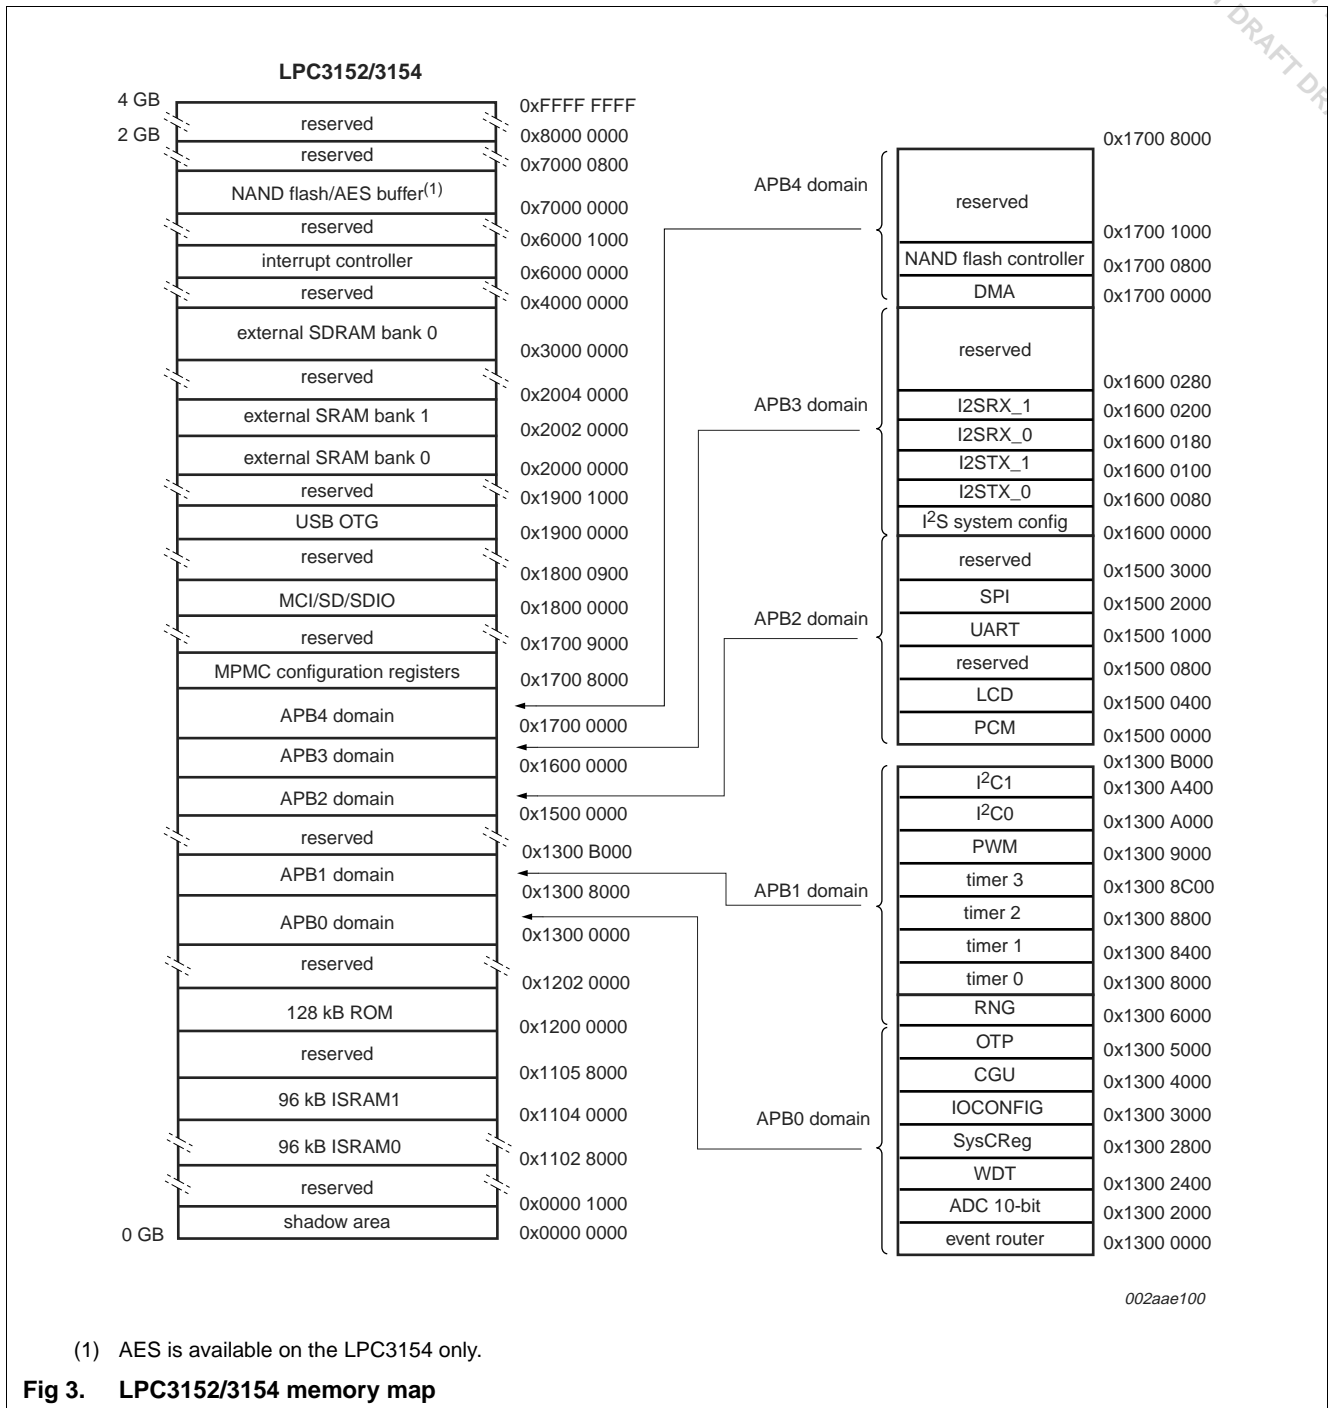 DRAFT DR
LPC3152/3154
4 GB
0xFFFF FFFF
reserved
2 GB
0x8000 0000
reserved
0x7000 0800
NAND flash/AES buffer(1)
0x7000 0000
reserved
0x6000 1000
interrupt controller
0x6000 0000
reserved
0x4000 0000
external SDRAM bank 0
0x3000 0000
reserved
0x2004 0000
external SRAM bank 1
0x2002 0000
external SRAM bank 0
0x2000 0000
reserved
0x1900 1000
USB OTG
0x1900 0000
reserved
0x1800 0900
MCI/SD/SDIO
0x1800 0000
reserved
0x1700 9000
MPMC configuration registers
0x1700 8000
APB4 domain
0x1700 0000
APB3 domain
0x1600 0000
APB2 domain
0x1500 0000
reserved
0x1300 B000
APB1 domain
0x1300 8000
APB0 domain
0x1300 0000
reserved
0x1202 0000
128 kB ROM
0x1200 0000
reserved
0x1105 8000
96 kB ISRAM1
0x1104 0000
96 kB ISRAM0
0x1102 8000
reserved
0x0000 1000
shadow area
0 GB
0x0000 0000
0x1700 8000
APB4 domain
reserved
0x1700 1000
NAND flash controller
0x1700 0800
DMA
0x1700 0000
APB3 domain
reserved
0x1600 0280
I2SRX_1
0x1600 0200
I2SRX_0
0x1600 0180
I2STX_1
0x1600 0100
I2STX_0
0x1600 0080
I2S system config
0x1600 0000
APB2 domain
reserved
0x1500 3000
SPI
0x1500 2000
UART
0x1500 1000
reserved
0x1500 0800
LCD
0x1500 0400
PCM
0x1500 0000
0x1300 B000
APB1 domain
I2C1
0x1300 A400
I2C0
0x1300 A000
PWM
0x1300 9000
timer 3
0x1300 8C00
timer 2
0x1300 8800
timer 1
0x1300 8400
timer 0
0x1300 8000
RNG
0x1300 6000
APB0 domain
OTP
0x1300 5000
CGU
0x1300 4000
IOCONFIG
0x1300 3000
SysCReg
0x1300 2800
WDT
0x1300 2400
ADC 10-bit
0x1300 2000
event router
0x1300 0000
002aae100
(1) AES is available on the LPC3154 only.
Fig 3. LPC3152/3154 memory map